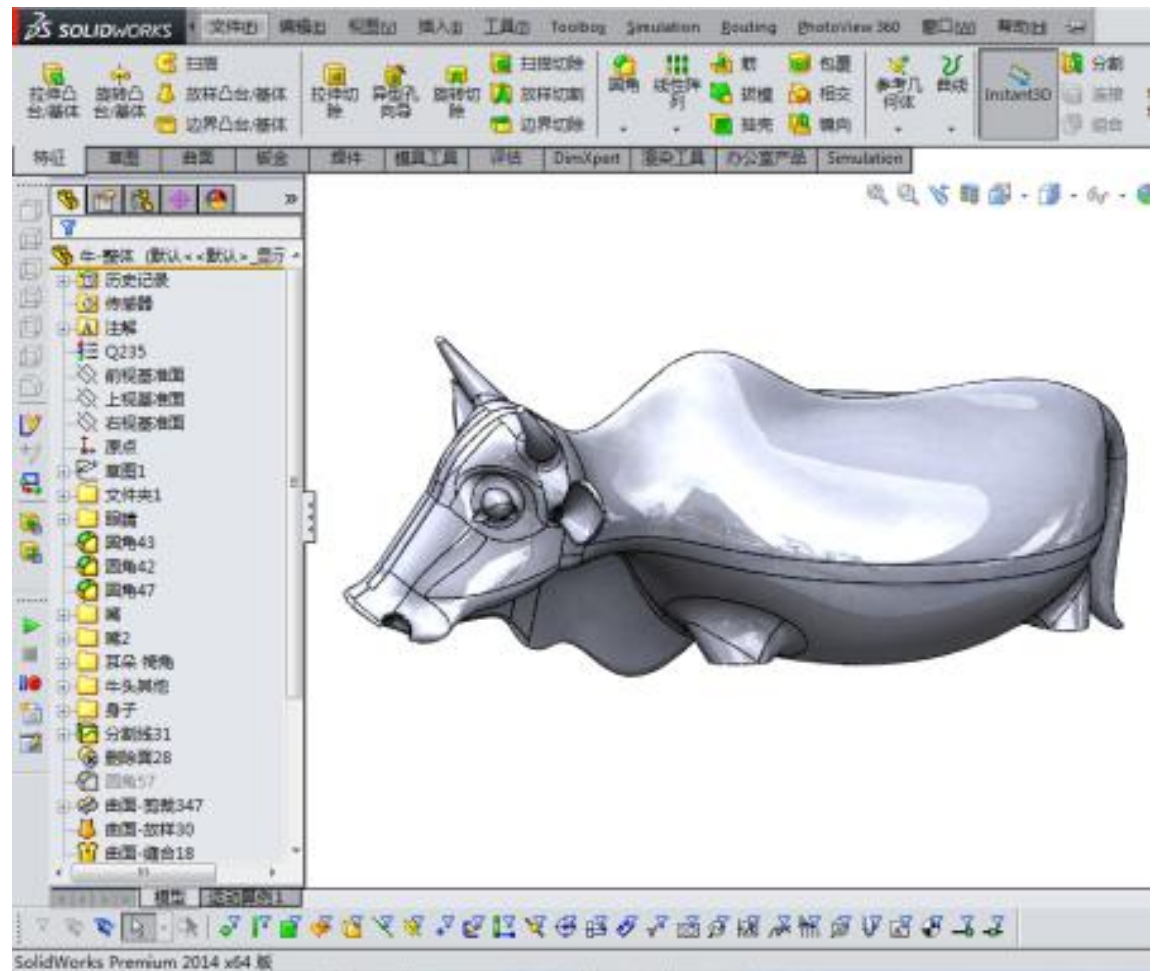 SOLIDWORKS 文件(F) 编辑(E) 视图(V) 插入(I) 工具(T) Toolbox Simulation Routing PhotoView 360 窗口(W) 帮助(H)
拉伸凸台/基体
旋转凸台/基体
扫描
放样凸台/基体
边界凸台/基体
拉伸切除
异型孔向导
旋转切除
扫描切除
放样切割
边界切除
圆角
线性阵列
筋
拔模
抽壳
包覆
相交
镜向
参考几何体
曲线
Instant3D
分割
组合
特征 草图 曲面 钣金 焊件 模具工具 评估 DimXpert 渲染工具 办公室产品 Simulation
牛-整体 (默认<<默认>_显示
历史记录
传感器
注解
Q235
前视基准面
上视基准面
右视基准面
原点
草图1
文件夹1
眼睛
圆角43
圆角42
圆角47
嘴
嘴2
耳朵 犄角
牛头其他
身子
分割线31
删除面28
圆角57
曲面-剪裁347
曲面-放样30
曲面-缝合18
模型 运动算例1
SolidWorks Premium 2014 x64 版